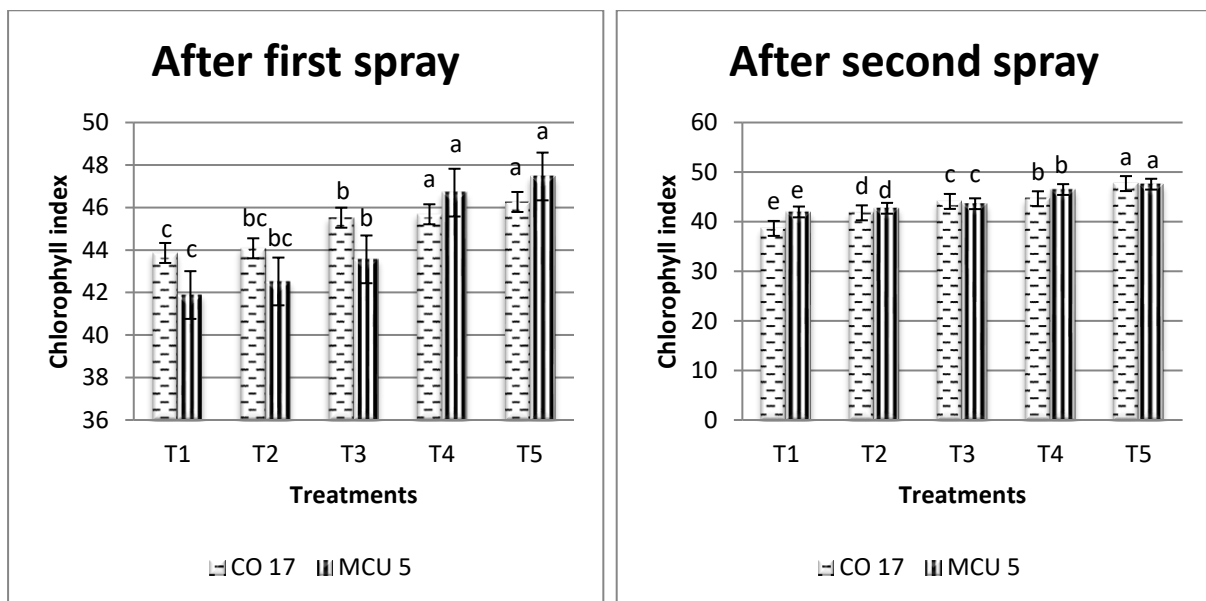 After first spray
Chlorophyll index
50
48
46
44
42
40
38
36
c c bc bc b b a a a a
T1 T2 T3 T4 T5
Treatments
CO 17 MCU 5
After second spray
Chlorophyll index
60
50
40
30
20
10
0
e e d d c c b b a a
T1 T2 T3 T4 T5
Treatments
CO 17 MCU 5